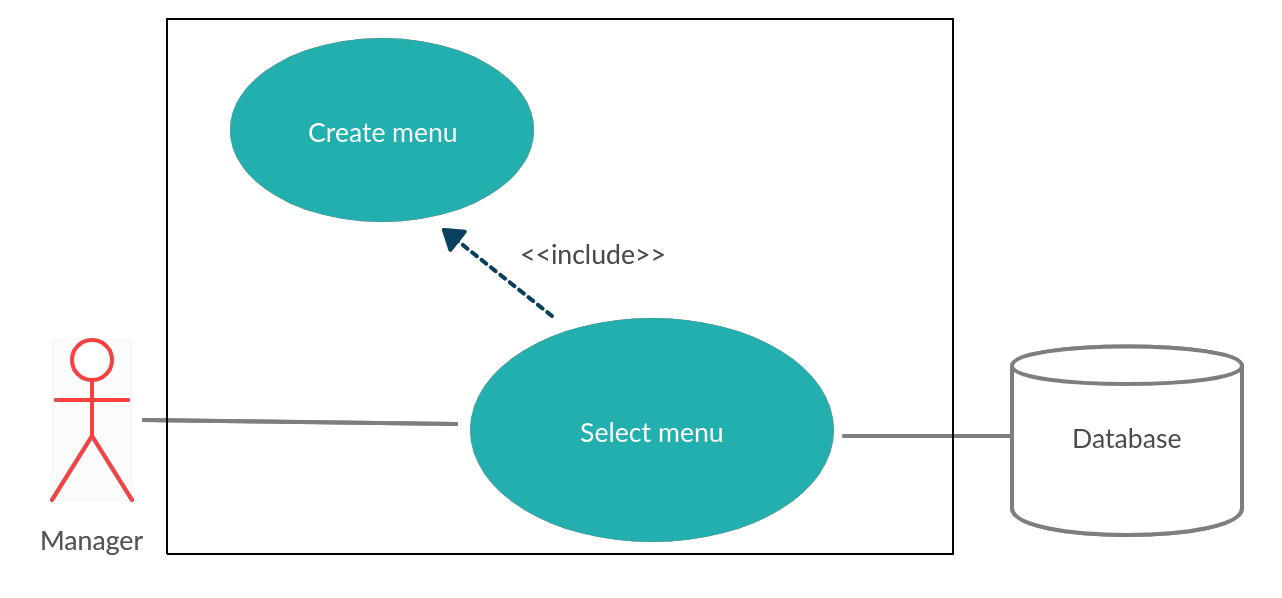 Create menu
<<include>>
Select menu
Database
Manager